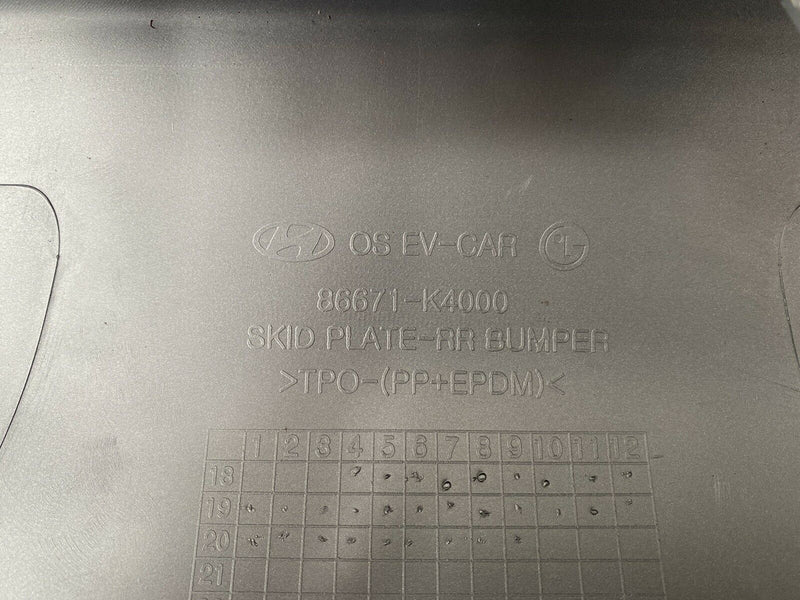 OS EV-CAR
86671-K4000
SKID PLATE-RR BUMPER
>TPO-(PP+EPDM)<
1 2 3 4 5 6 7 8 9 10 11 12
18
19
20
21